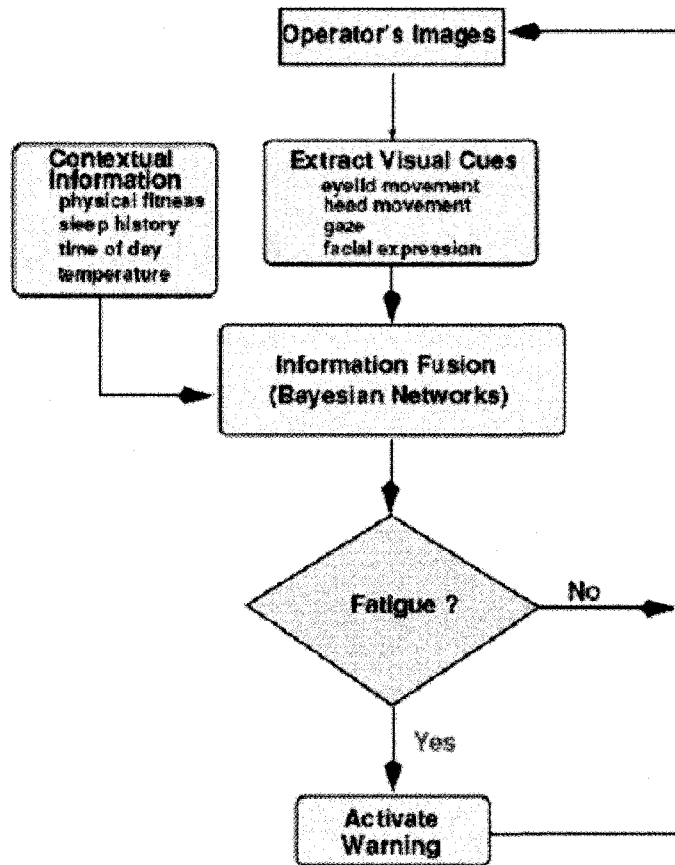 Operator's Images
Contextual
Information
physical fitness
sleep history
time of day
temperature
Extract Visual Cues
eyelid movement
head movement
gaze
facial expression
Information Fusion
(Bayesian Networks)
Fatigue ?
No
Yes
Activate
Warning